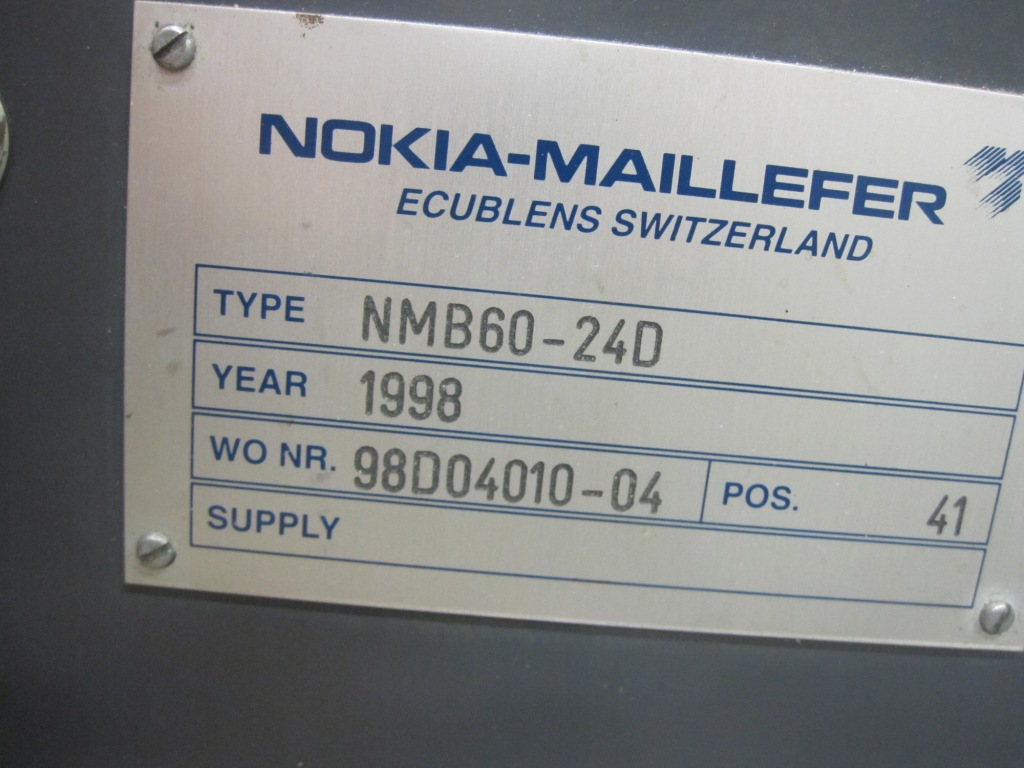 NOKIA-MAILLEFER
ECUBLENS SWITZERLAND
TYPE NMB60-24D
YEAR 1998
WO NR. 98D04010-04 POS. 41
SUPPLY